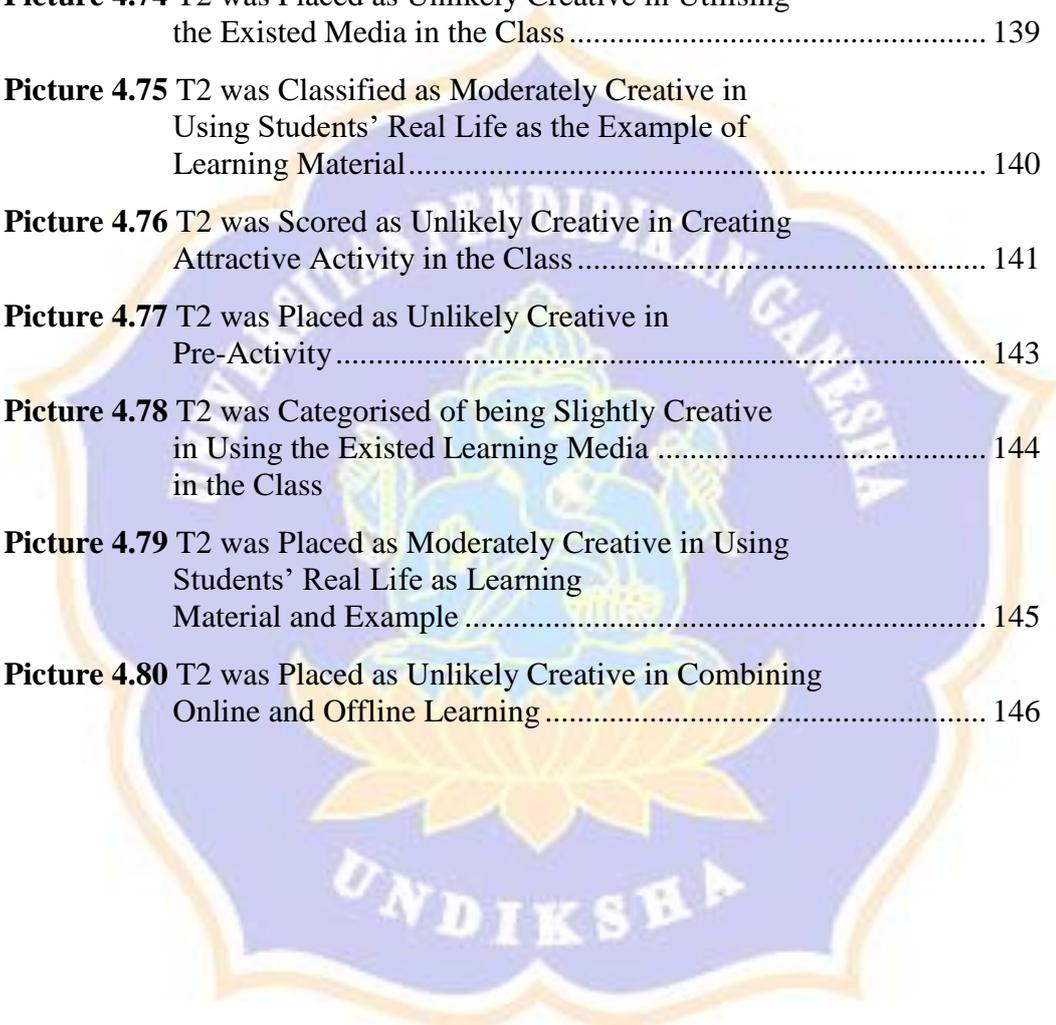 Picture 4.74 T2 was Placed as Unlikely Creative in Utilising
the Existed Media in the Class ................................................... 139
Picture 4.75 T2 was Classified as Moderately Creative in
Using Students’ Real Life as the Example of
Learning Material ....................................................................... 140
Picture 4.76 T2 was Scored as Unlikely Creative in Creating
Attractive Activity in the Class .................................................. 141
Picture 4.77 T2 was Placed as Unlikely Creative in
Pre-Activity ................................................................................ 143
Picture 4.78 T2 was Categorised of being Slightly Creative
in Using the Existed Learning Media ........................................ 144
in the Class
Picture 4.79 T2 was Placed as Moderately Creative in Using
Students’ Real Life as Learning
Material and Example ................................................................ 145
Picture 4.80 T2 was Placed as Unlikely Creative in Combining
Online and Offline Learning ...................................................... 146
UNIVERSITAS PENDIDIKAN GANESHA
UNDIKSHA